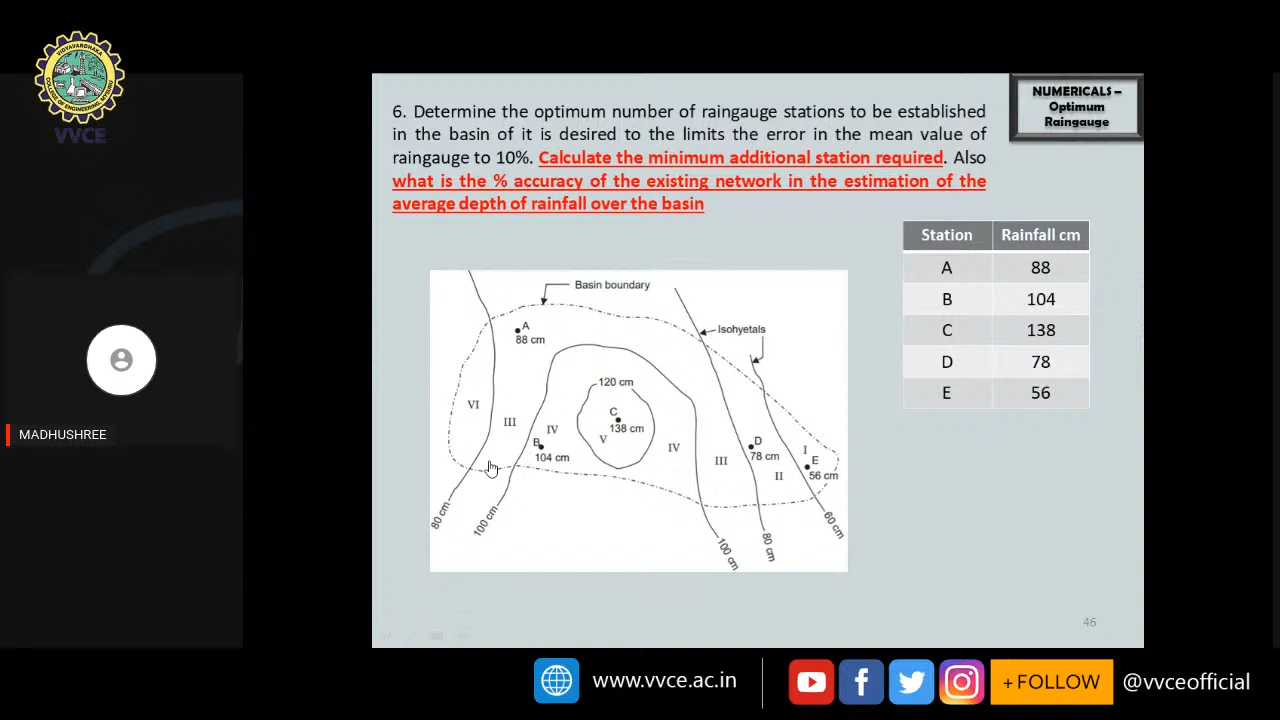 VIDYAVARDHAKA
COLLEGE OF ENGINEERING, MYSURU
VVCE
NUMERICALS –
Optimum
Raingauge
6. Determine the optimum number of raingauge stations to be established
in the basin of it is desired to the limits the error in the mean value of
raingauge to 10%. Calculate the minimum additional station required. Also
what is the % accuracy of the existing network in the estimation of the
average depth of rainfall over the basin
Station Rainfall cm
A 88
B 104
C 138
D 78
E 56
Basin boundary
Isohyetals
A
88 cm
120 cm
C
138 cm
V
VI
III
IV
B
104 cm
IV
III
D
78 cm
II
I
E
56 cm
80 cm
100 cm
100 cm
80 cm
60 cm
MADHUSHREE
46
www.vvce.ac.in
+ FOLLOW
@vvceofficial